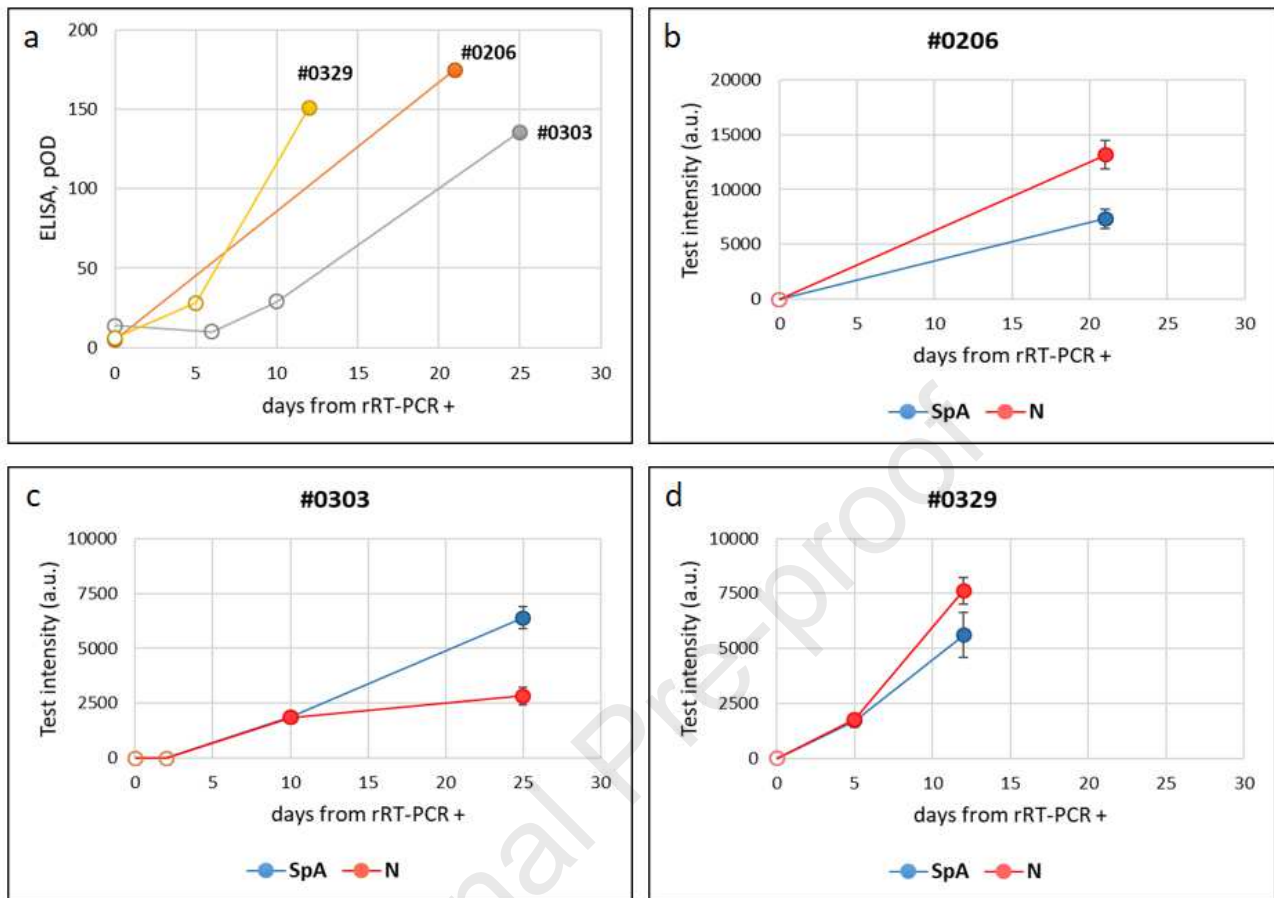 a
200
150
100
50
0
ELISA, pOD
#0329
#0206
#0303
0 5 10 15 20 25 30
days from rRT-PCR +
b
#0206
20000
15000
10000
5000
0
Test intensity (a.u.)
0 5 10 15 20 25 30
days from rRT-PCR +
SpA N
c
#0303
10000
7500
5000
2500
0
Test intensity (a.u.)
0 5 10 15 20 25 30
days from rRT-PCR +
SpA N
d
#0329
10000
7500
5000
2500
0
Test intensity (a.u.)
0 5 10 15 20 25 30
days from rRT-PCR +
SpA N
nal Pre-proof